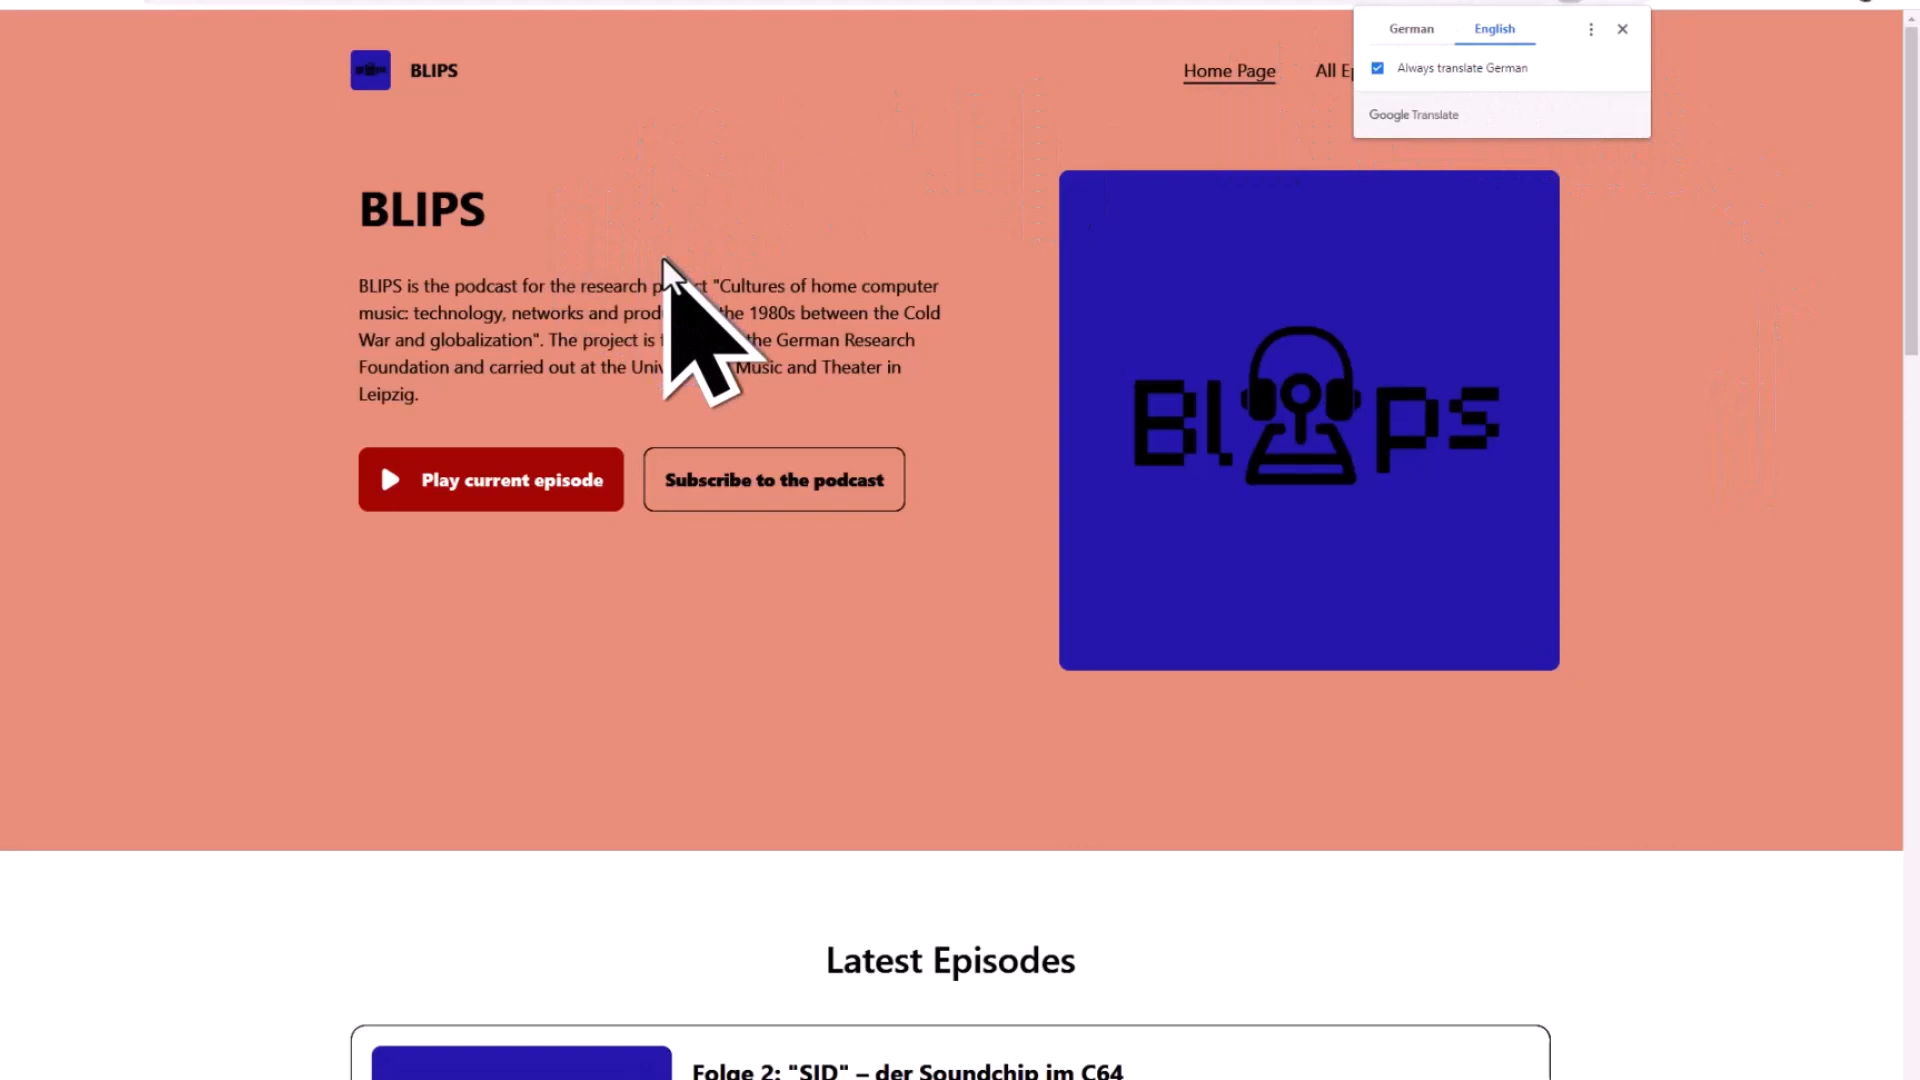 German English
Always translate German
Google Translate
BLIPS Home Page All
BLIPS
BLIPS is the podcast for the research "Cultures of home computer
music: technology, networks and the 1980s between the Cold
War and globalization". The project is the German Research
Foundation and carried out at the Music and Theater in
Leipzig.
Play current episode Subscribe to the podcast
Blips
Latest Episodes
Folge 2: "SID" – der Soundchip im C64